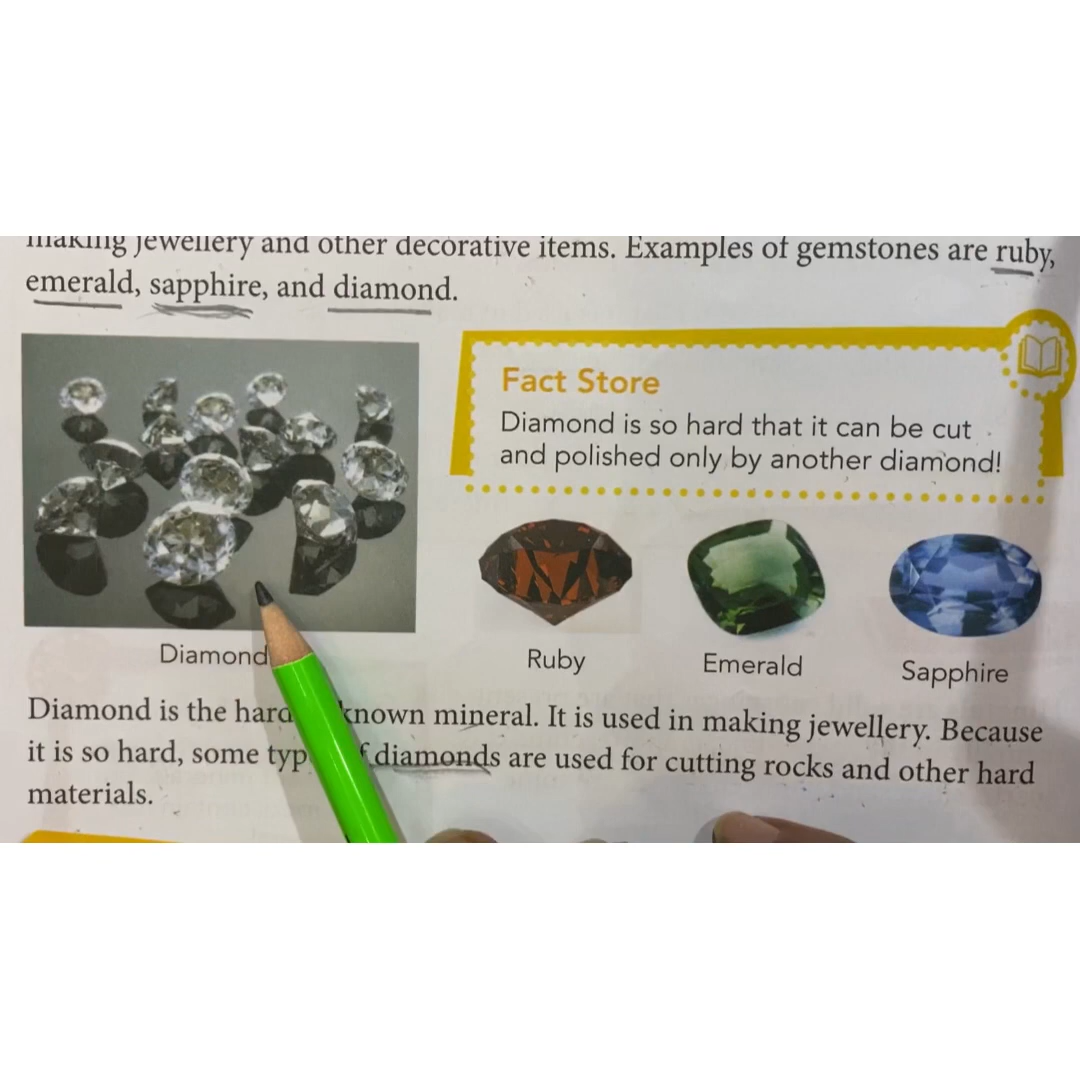 making jewellery and other decorative items. Examples of gemstones are ruby,
emerald, sapphire, and diamond.
Fact Store
Diamond is so hard that it can be cut
and polished only by another diamond!
Diamond
Ruby
Emerald
Sapphire
Diamond is the hard known mineral. It is used in making jewellery. Because
it is so hard, some typ f diamonds are used for cutting rocks and other hard
materials.